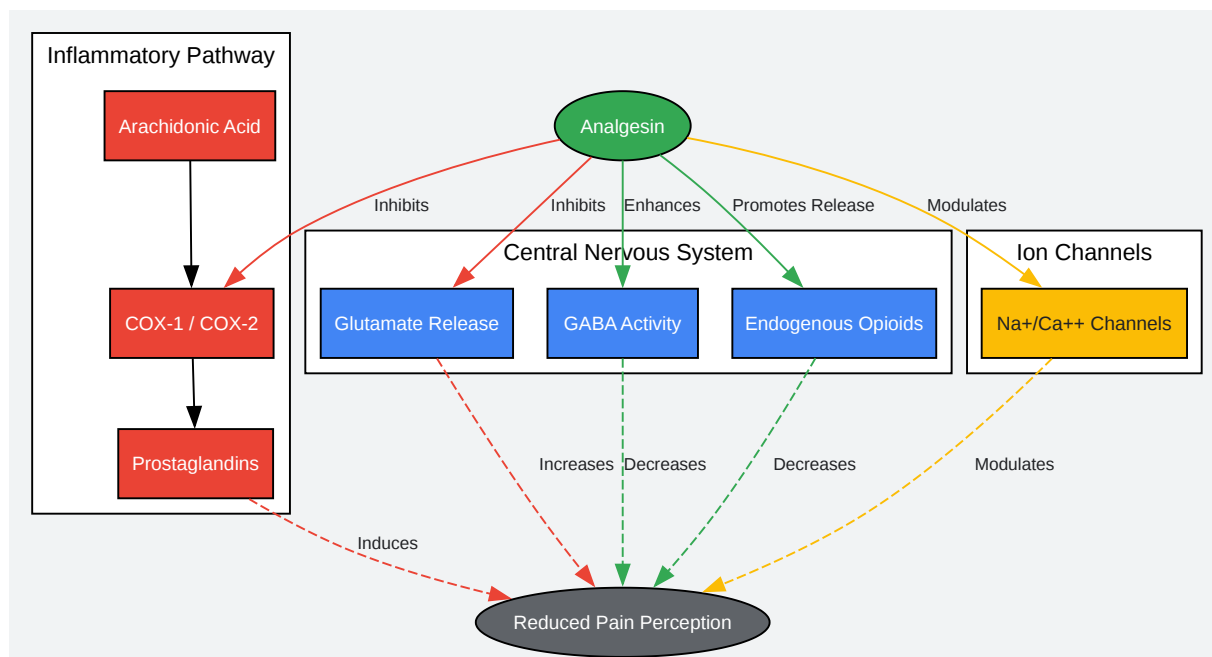 Inflammatory Pathway
Arachidonic Acid
Analgesin
Inhibits
Inhibits
Enhances
Promotes Release
Modulates
Central Nervous System
Ion Channels
COX-1 / COX-2
Glutamate Release
GABA Activity
Endogenous Opioids
Na+/Ca++ Channels
Prostaglandins
Increases
Decreases
Decreases
Modulates
Induces
Reduced Pain Perception